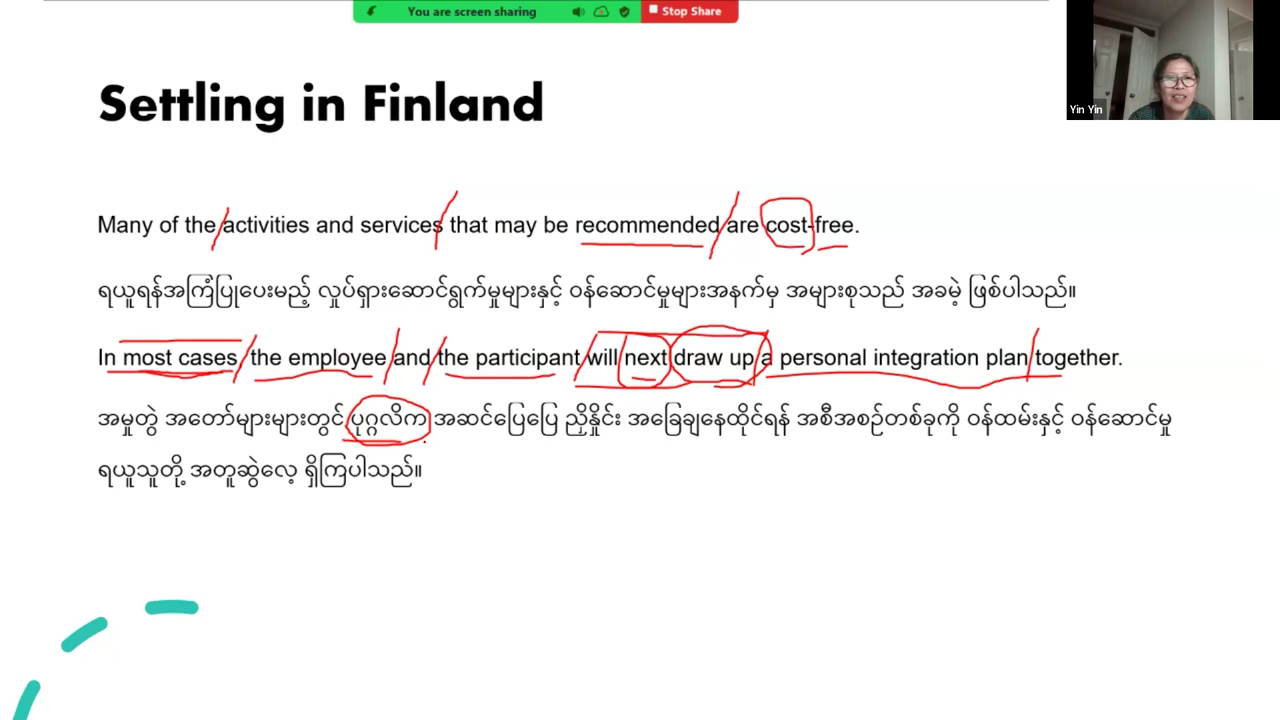 You are screen sharing
Stop Share
Yin Yin
Settling in Finland
Many of the activities and services that may be recommended are cost-free.
ရယူရန်အကြံပြုပေးမည့် လှုပ်ရှားဆောင်ရွက်မှုများနှင့် ဝန်ဆောင်မှုများအနက်မှ အများစုသည် အခမဲ့ ဖြစ်ပါသည်။
In most cases the employee and the participant will next draw up a personal integration plan together.
အမှုတွဲ အတော်များများတွင် ပုဂ္ဂလိက အဆင်ပြေပြေ ညှိနှိုင်း အခြေချနေထိုင်ရန် အစီအစဉ်တစ်ခုကို ဝန်ထမ်းနှင့် ဝန်ဆောင်မှု
ရယူသူတို့ အတူဆွဲလေ့ ရှိကြပါသည်။